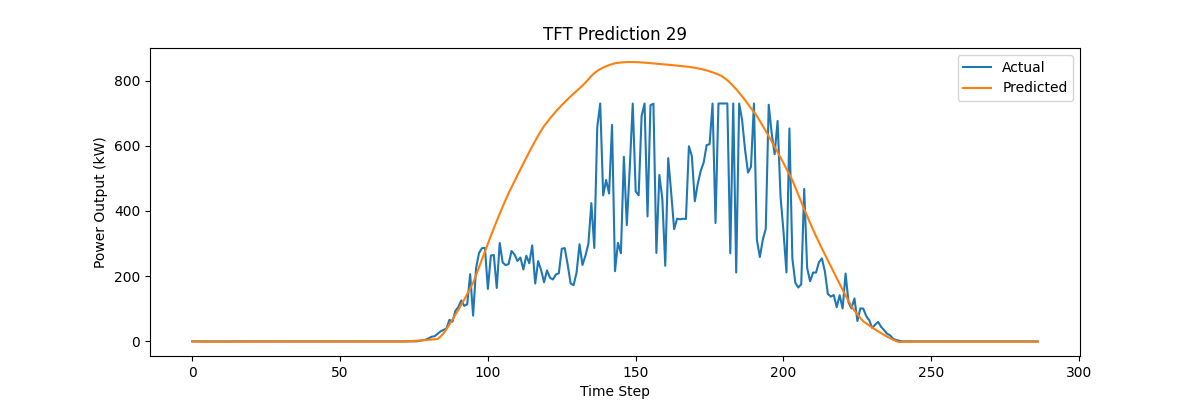 TFT Prediction 29
Actual
Predicted
800
600
400
200
0
Power Output (kW)
0 50 100 150 200 250 300
Time Step